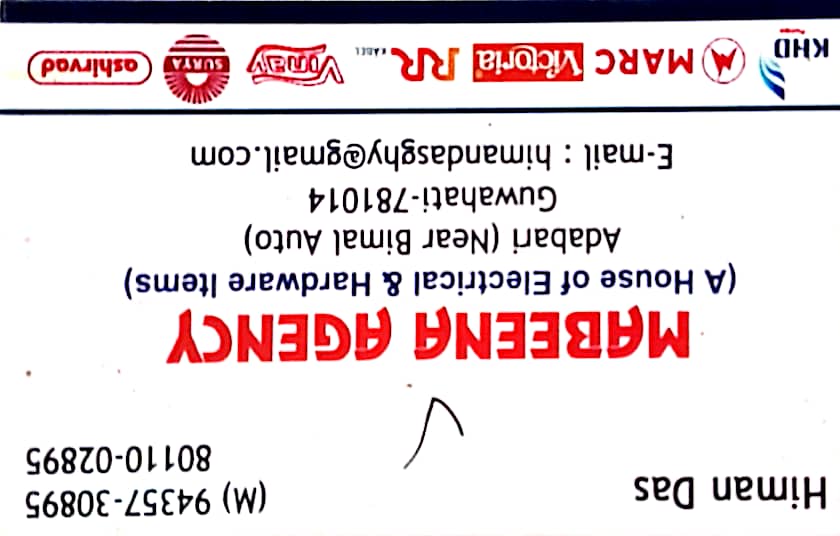 Himan Das
(M) 94357-30895
80110-02895
MABEENA AGENCY
(A House of Electrical & Hardware Items)
Adabari (Near Bimal Auto)
Guwahati-781014
E-mail : himandasghy@gmail.com
KHD
Pumps
M MARC
Victoria
RR KABEL
Vinay
SURYA
ashirvad